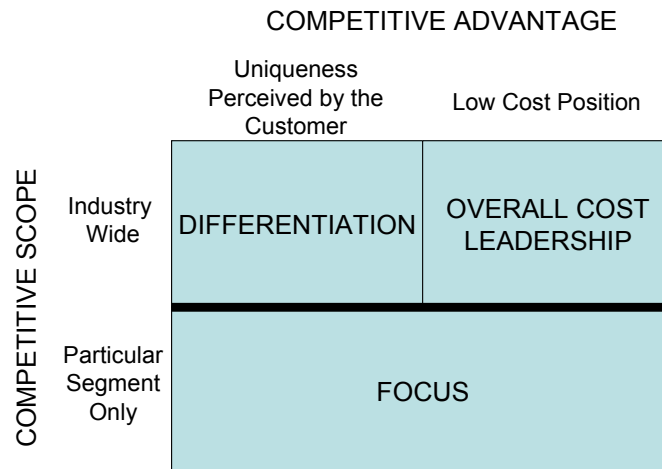 COMPETITIVE ADVANTAGE
Uniqueness
Perceived by the
Customer
Low Cost Position
COMPETITIVE SCOPE
Industry
Wide
DIFFERENTIATION
OVERALL COST
LEADERSHIP
Particular
Segment
Only
FOCUS